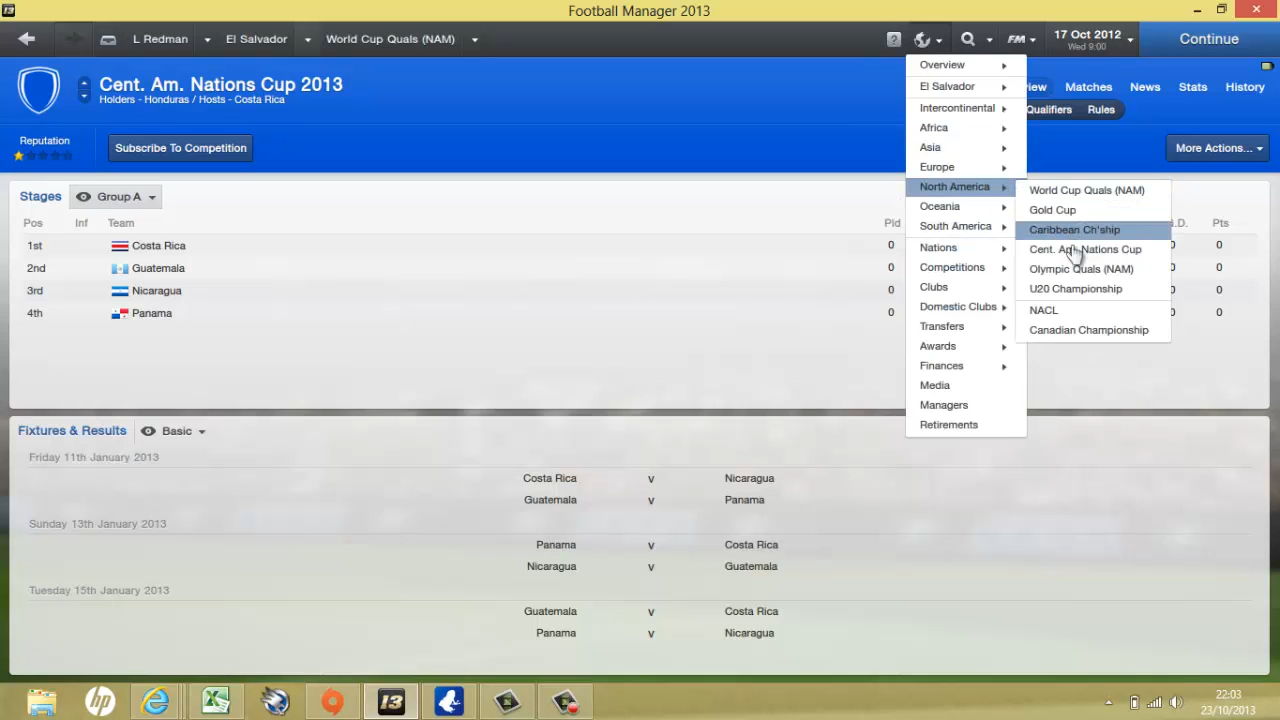 13
Football Manager 2013
L Redman
El Salvador
World Cup Quals (NAM)
?
FM
17 Oct 2012
Wed 9:00
Continue
Cent. Am. Nations Cup 2013
Holders - Honduras / Hosts - Costa Rica
Matches
News
Stats
History
Qualifiers
Rules
Reputation
Subscribe To Competition
More Actions...
Stages
Group A
Pos
Inf
Team
Pld
Pts
1st
Costa Rica
0
0
2nd
Guatemala
0
0
3rd
Nicaragua
0
0
4th
Panama
0
0
Overview
El Salvador
Intercontinental
Africa
Asia
Europe
North America
Oceania
South America
Nations
Competitions
Clubs
Domestic Clubs
Transfers
Awards
Finances
Media
Managers
Retirements
World Cup Quals (NAM)
Gold Cup
Caribbean Ch'ship
Cent. Am. Nations Cup
Olympic Quals (NAM)
U20 Championship
NACL
Canadian Championship
Fixtures & Results
Basic
Friday 11th January 2013
Costa Rica v Nicaragua
Guatemala v Panama
Sunday 13th January 2013
Panama v Costa Rica
Nicaragua v Guatemala
Tuesday 15th January 2013
Guatemala v Costa Rica
Panama v Nicaragua
hp
13
22:03
23/10/2013